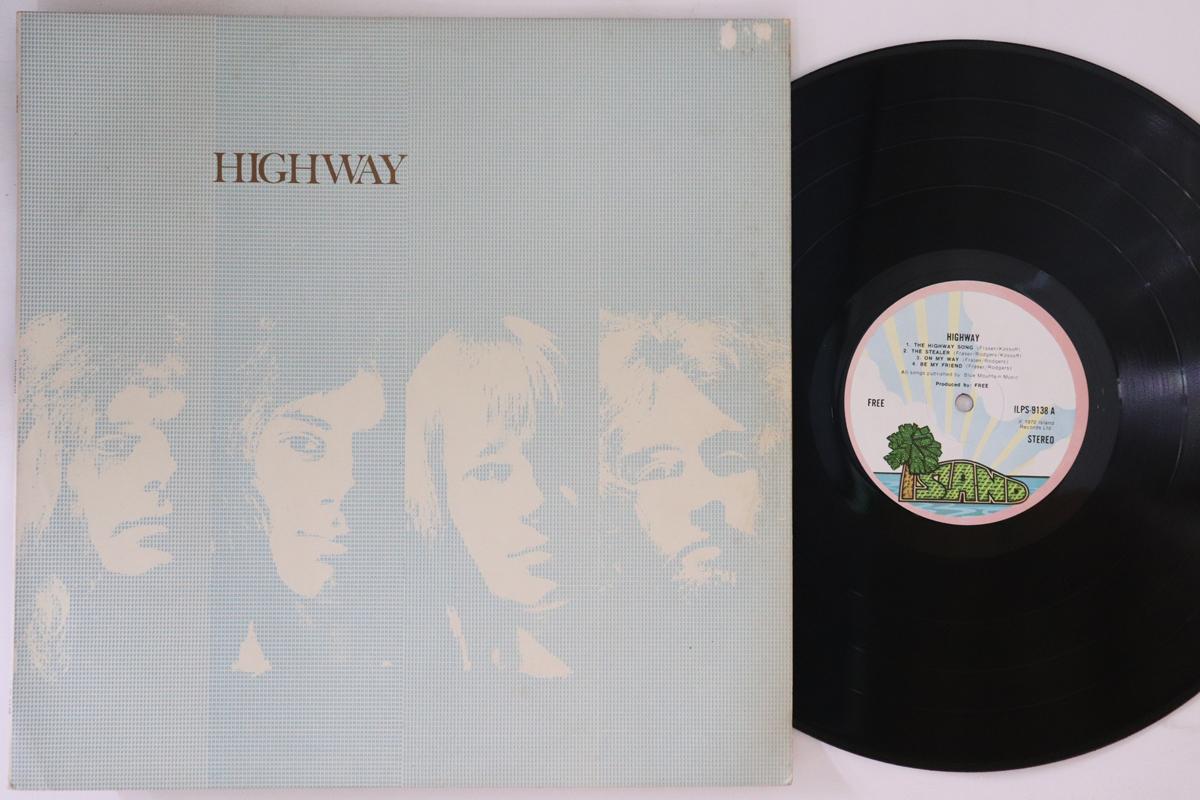 HIGHWAY
HIGHWAY
1. THE HIGHWAY SONG (Fraser/Kossoff)
2. THE STEALER (Fraser/Rodgers/Kossoff)
3. ON MY WAY (Fraser/Rodgers)
4. BE MY FRIEND (Fraser/Rodgers)
All songs published by: Blue Mountain Music
Produced by: FREE
FREE
ILPS-9138 A
℗ 1970 Island
Records Ltd
STEREO
ISLAND